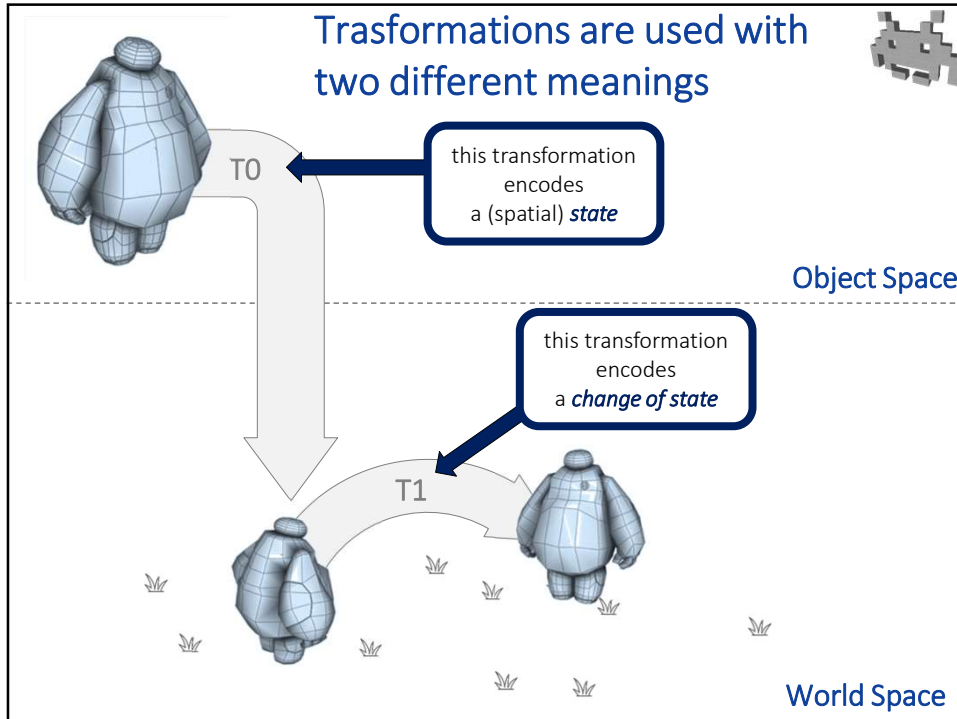 Trasformations are used with
two different meanings
T0
this transformation
encodes
a (spatial) state
Object Space
this transformation
encodes
a change of state
T1
World Space